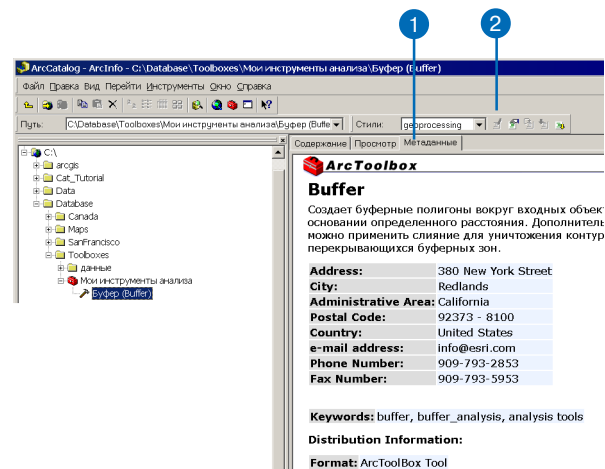 1
2
ArcCatalog - ArcInfo - C:\Database\Toolboxes\Мои инструменты анализа\Буфер (Buffer)
Файл Правка Вид Перейти Инструменты Окно Справка
Путь: C:\Database\Toolboxes\Мои инструменты анализа\Буфер (Buffe Стили: geoprocessing
Содержание Просмотр Метаданные
C:\
arcgis
Cat_Tutorial
Data
Database
Canada
Maps
SanFrancisco
Toolboxes
данные
Мои инструменты анализа
Буфер (Buffer)
ArcToolbox
Buffer
Создает буферные полигоны вокруг входных объек
основании определенного расстояния. Дополнитель
можно применить слияние для уничтожения контур
перекрывающихся буферных зон.
Address: 380 New York Street
City: Redlands
Administrative Area: California
Postal Code: 92373 - 8100
Country: United States
e-mail address: info@esri.com
Phone Number: 909-793-2853
Fax Number: 909-793-5953
Keywords: buffer, buffer_analysis, analysis tools
Distribution Information:
Format: ArcToolBox Tool